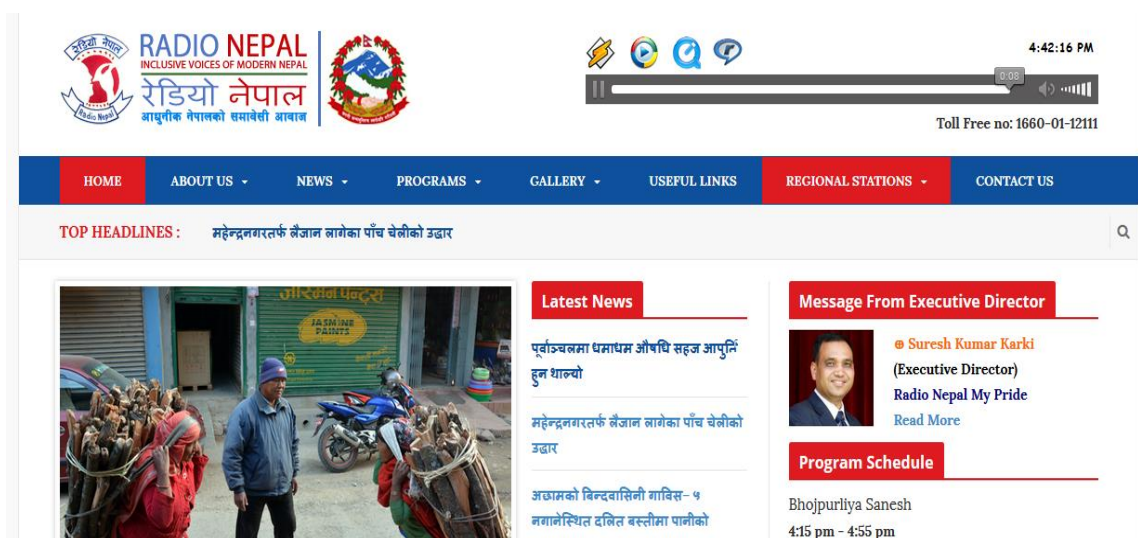 रेडियो नेपाल
Radio Nepal
RADIO NEPAL
INCLUSIVE VOICES OF MODERN NEPAL
रेडियो नेपाल
आधुनीक नेपालको समावेशी आवाज
4:42:16 PM
0:08
Toll Free no: 1660-01-12111
HOME ABOUT US NEWS PROGRAMS GALLERY USEFUL LINKS REGIONAL STATIONS CONTACT US
TOP HEADLINES : महेन्द्रनगरतर्फ लैजान लागेका पाँच चेलीको उद्धार
JASMINE
PAINTS
Latest News
पूर्वाञ्चलमा धमाधम औषधि सहज आपुर्ति
हुन थाल्यो
महेन्द्रनगरतर्फ लैजान लागेका पाँच चेलीको
उद्धार
अछामको बिन्दवासिनी गाविस– ५
नगानेस्थित दलित बस्तीमा पानीको
Message From Executive Director
Suresh Kumar Karki
(Executive Director)
Radio Nepal My Pride
Read More
Program Schedule
Bhojpurliya Sanesh
4:15 pm - 4:55 pm